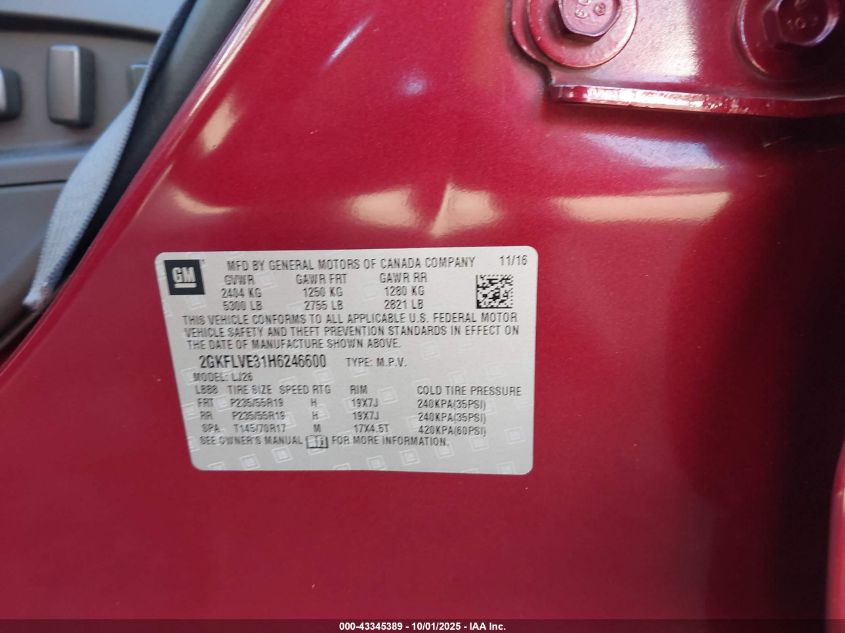 GM
MFD BY GENERAL MOTORS OF CANADA COMPANY 11/16
GVWR GAWR FRT GAWR RR
2404 KG 1250 KG 1280 KG
5300 LB 2755 LB 2821 LB
THIS VEHICLE CONFORMS TO ALL APPLICABLE U.S. FEDERAL MOTOR
VEHICLE SAFETY AND THEFT PREVENTION STANDARDS IN EFFECT ON
THE DATE OF MANUFACTURE SHOWN ABOVE.
2GKFLVE31H6246600 TYPE: M.P.V.
MODEL: LJ26
L888 TIRE SIZE SPEED RTG RIM COLD TIRE PRESSURE
FRT P235/55R19 H 19X7J 240KPA(35PSI)
RR P235/55R19 H 19X7J 240KPA(35PSI)
SPA T145/70R17 M 17X4.5T 420KPA(60PSI)
SEE OWNER'S MANUAL FOR MORE INFORMATION.
000-43345389 - 10/01/2025 - IAA Inc.